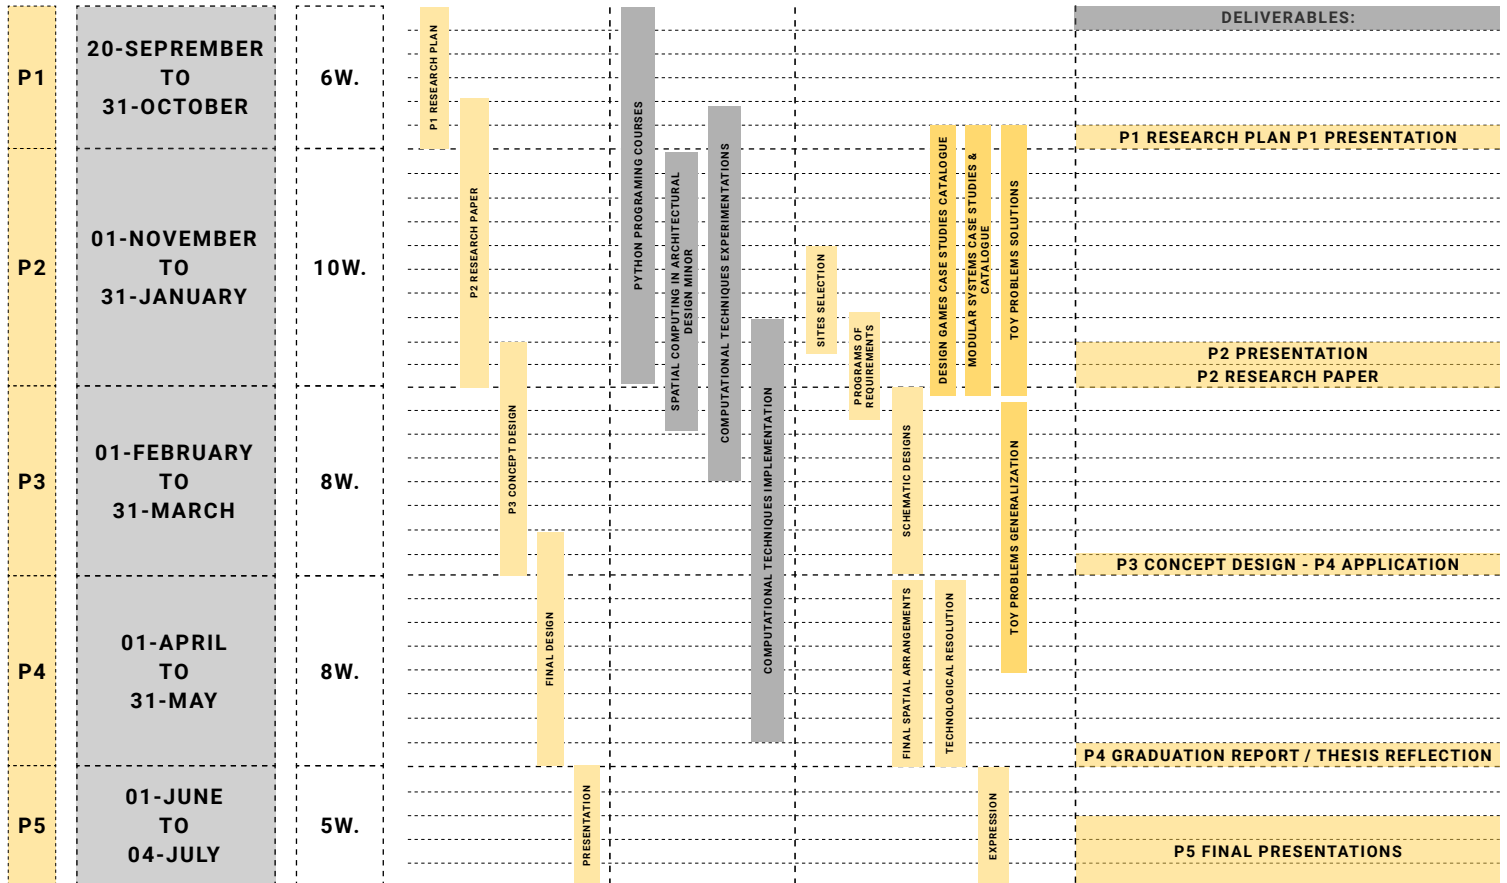 DELIVERABLES:
P1
20-SEPREMBER
TO
31-OCTOBER
6W.
P1 RESEARCH PLAN
P1 RESEARCH PLAN P1 PRESENTATION
P2
01-NOVEMBER
TO
31-JANUARY
10W.
P2 RESEARCH PAPER
PYTHON PROGRAMING COURSES
SPATIAL COMPUTING IN ARCHITECTURAL
DESIGN MINOR
COMPUTATIONAL TECHNIQUES EXPERIMENTATIONS
SITES SELECTION
PROGRAMS OF
REQUIREMENTS
DESIGN GAMES CASE STUDIES CATALOGUE
MODULAR SYSTEMS CASE STUDIES &
CATALOGUE
TOY PROBLEMS SOLUTIONS
P2 PRESENTATION
P2 RESEARCH PAPER
P3
01-FEBRUARY
TO
31-MARCH
8W.
P3 CONCEPT DESIGN
COMPUTATIONAL TECHNIQUES IMPLEMENTATION
SCHEMATIC DESIGNS
TOY PROBLEMS GENERALIZATION
P3 CONCEPT DESIGN - P4 APPLICATION
P4
01-APRIL
TO
31-MAY
8W.
FINAL DESIGN
FINAL SPATIAL ARRANGEMENTS
TECHNOLOGICAL RESOLUTION
P4 GRADUATION REPORT / THESIS REFLECTION
P5
01-JUNE
TO
04-JULY
5W.
PRESENTATION
EXPRESSION
P5 FINAL PRESENTATIONS